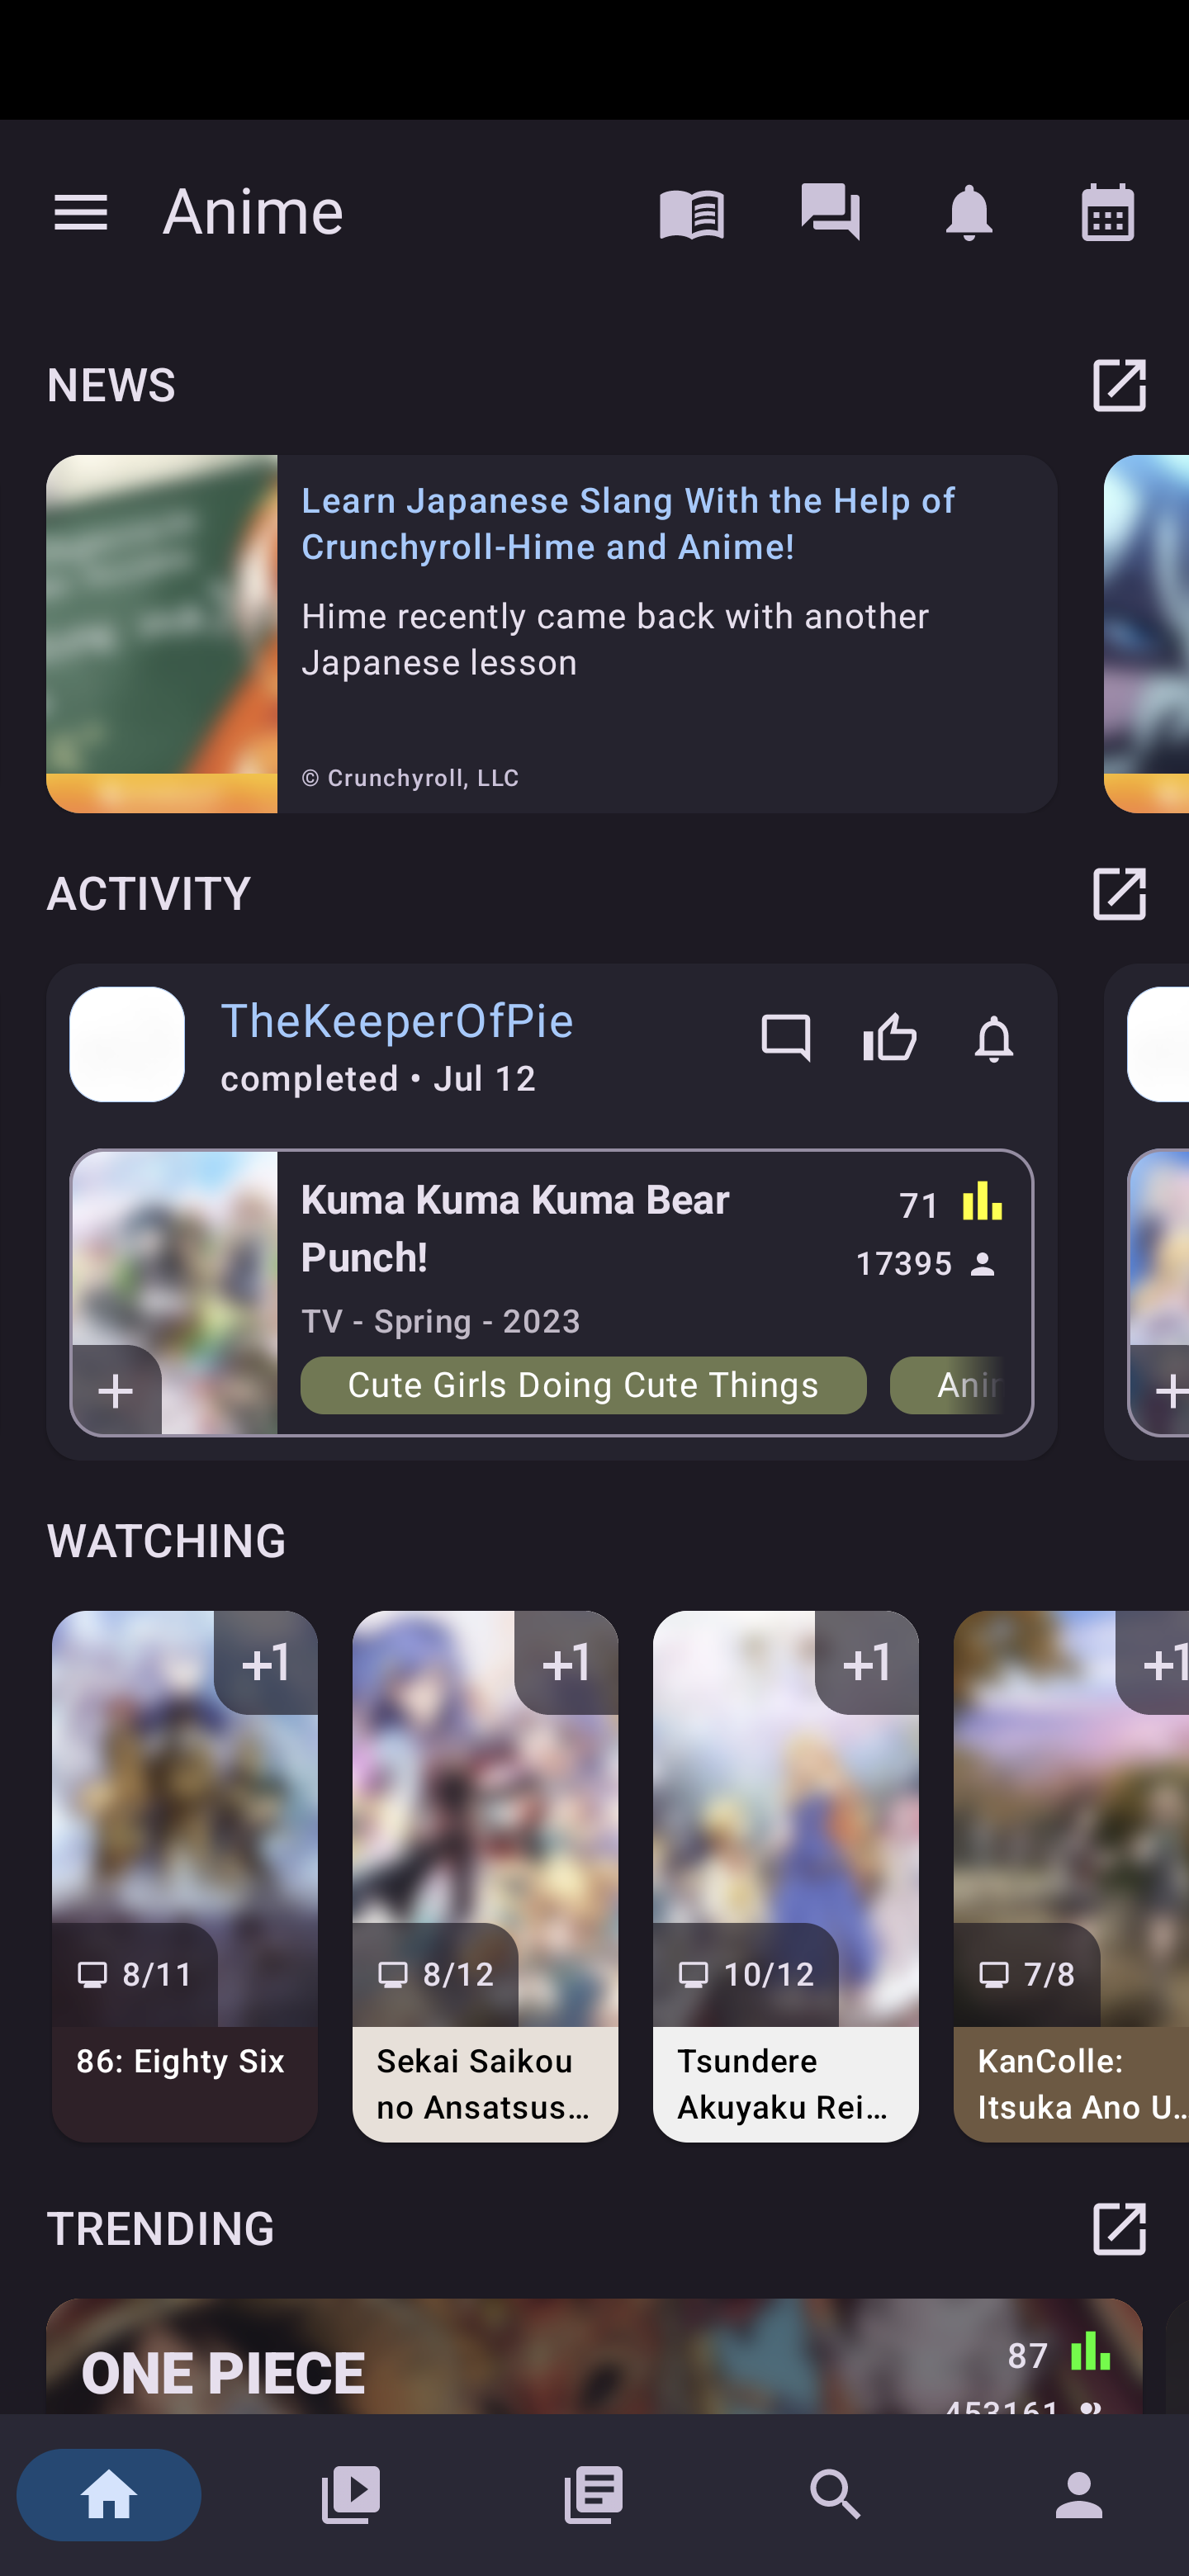 Anime
NEWS
Learn Japanese Slang With the Help of
Crunchyroll-Hime and Anime!
Hime recently came back with another
Japanese lesson
© Crunchyroll, LLC
ACTIVITY
TheKeeperOfPie
completed • Jul 12
Kuma Kuma Kuma Bear
Punch!
71
17395
TV - Spring - 2023
Cute Girls Doing Cute Things
WATCHING
+1
+1
+1
+1
8/11
8/12
10/12
7/8
86: Eighty Six
Sekai Saikou
no Ansatsus…
Tsundere
Akuyaku Rei…
KanColle:
Itsuka Ano U…
TRENDING
ONE PIECE
87
453161